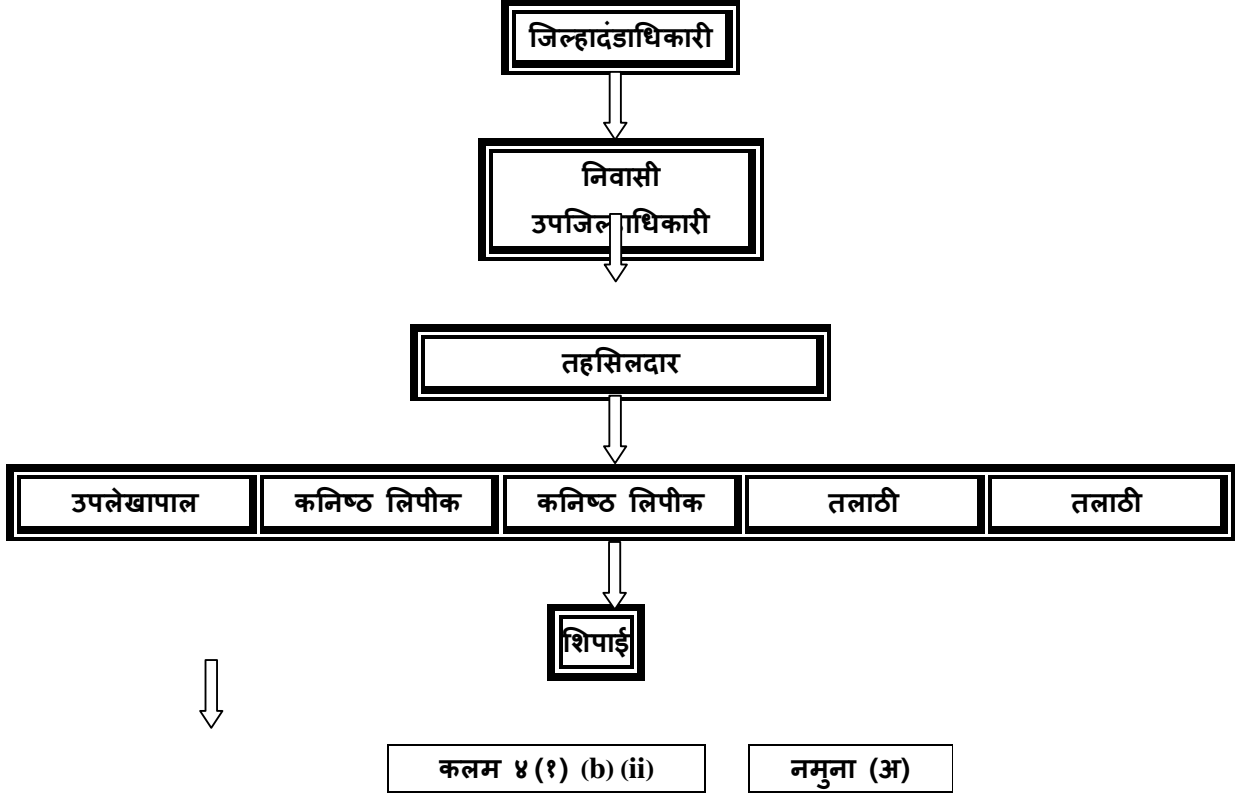 जिल्हादंडाधिकारी
निवासी
उपजिल्हाधिकारी
तहसिलदार
उपलेखापाल कनिष्ठ लिपीक कनिष्ठ लिपीक तलाठी तलाठी
शिपाई
कलम ४ (१) (b) (ii) नमुना (अ)